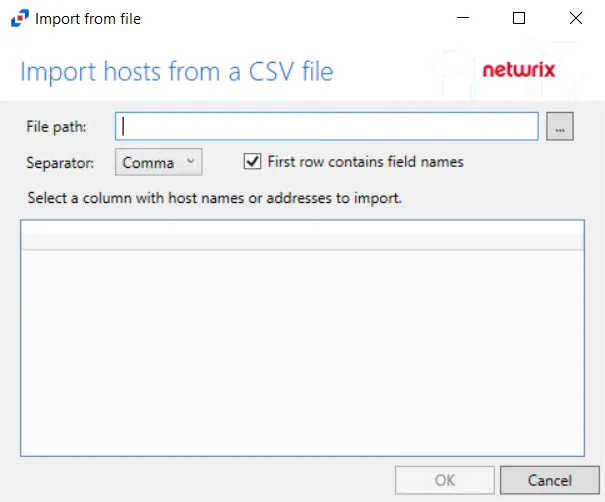 Import from file
Import hosts from a CSV file
netwrix
File path:
...
Separator: Comma First row contains field names
Select a column with host names or addresses to import.
OK Cancel